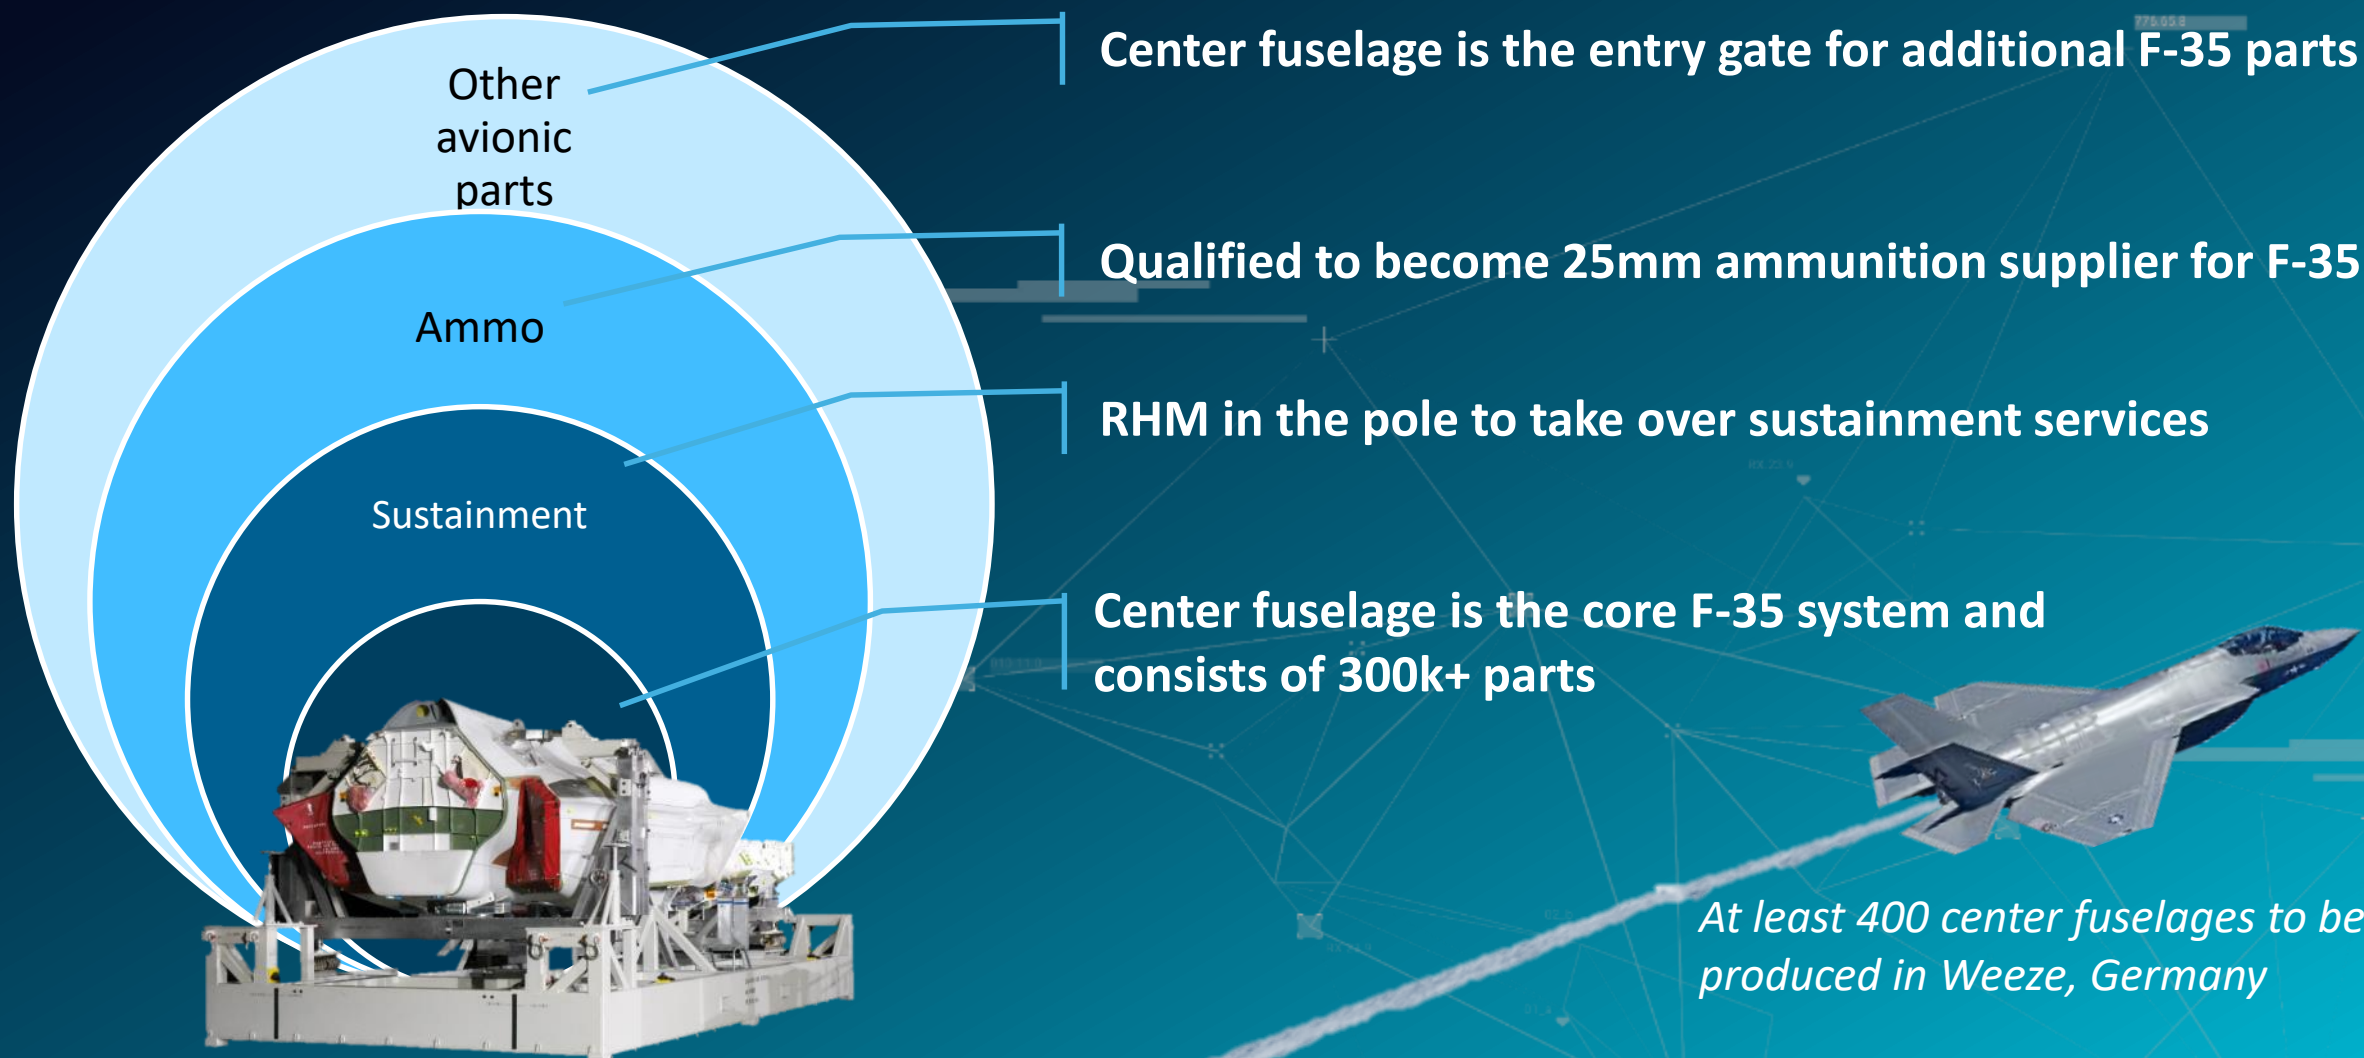 Other
avionic
parts
Ammo
Sustainment
Center fuselage is the entry gate for additional F-35 parts
Qualified to become 25mm ammunition supplier for F-35
RHM in the pole to take over sustainment services
Center fuselage is the core F-35 system and
consists of 300k+ parts
At least 400 center fuselages to be
produced in Weeze, Germany